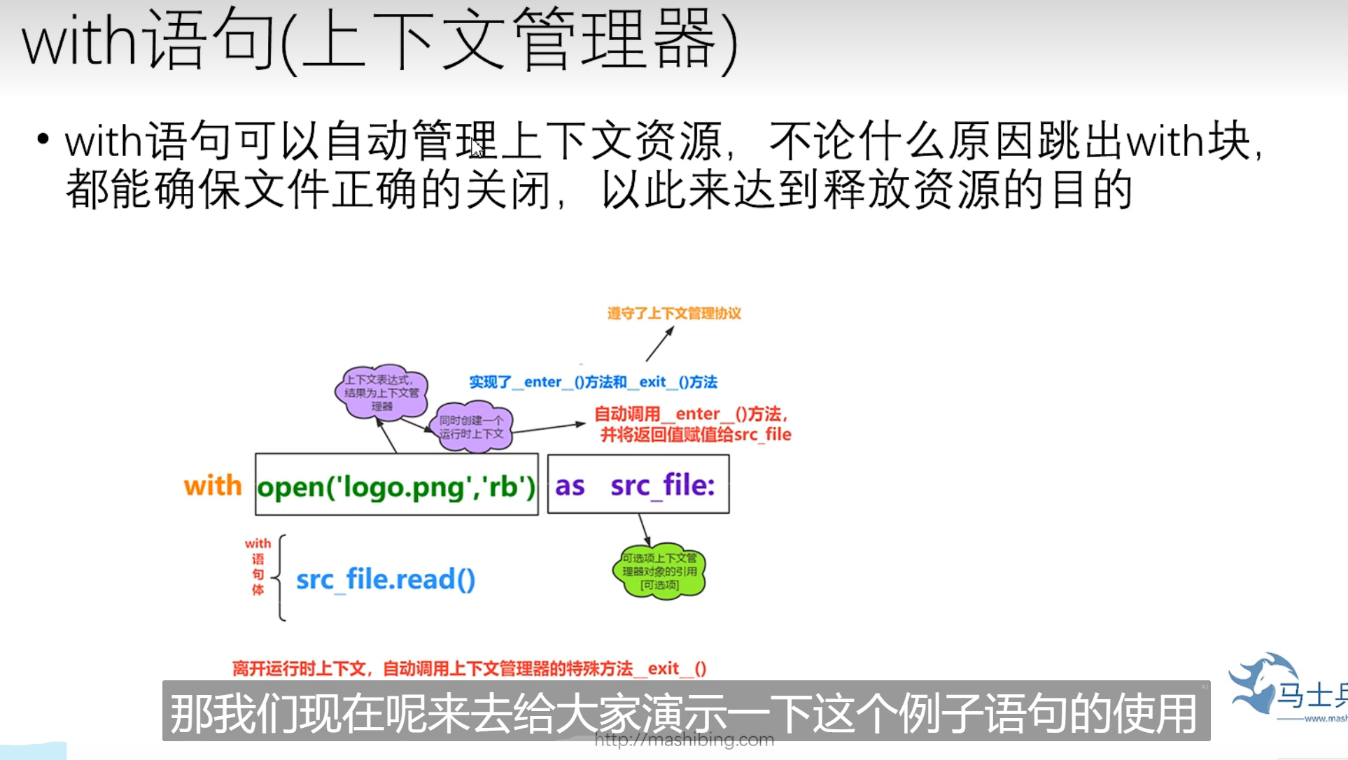 with语句(上下文管理器)
• with语句可以自动管理上下文资源，不论什么原因跳出with块，
都能确保文件正确的关闭，以此来达到释放资源的目的
遵守了上下文管理协议
上下文表达式，
结果为上下文管
理器
实现了__enter__()方法和__exit__()方法
同时创建一个
运行时上下文
自动调用__enter__()方法，
并将返回值赋值给src_file
with open('logo.png','rb') as src_file:
with
语
句
体
src_file.read()
可选项上下文管
理器对象的引用
[可选项]
离开运行时上下文，自动调用上下文管理器的特殊方法__exit__()
马士兵
www.mash
那我们现在呢来去给大家演示一下这个例子语句的使用
http://mashibing.com